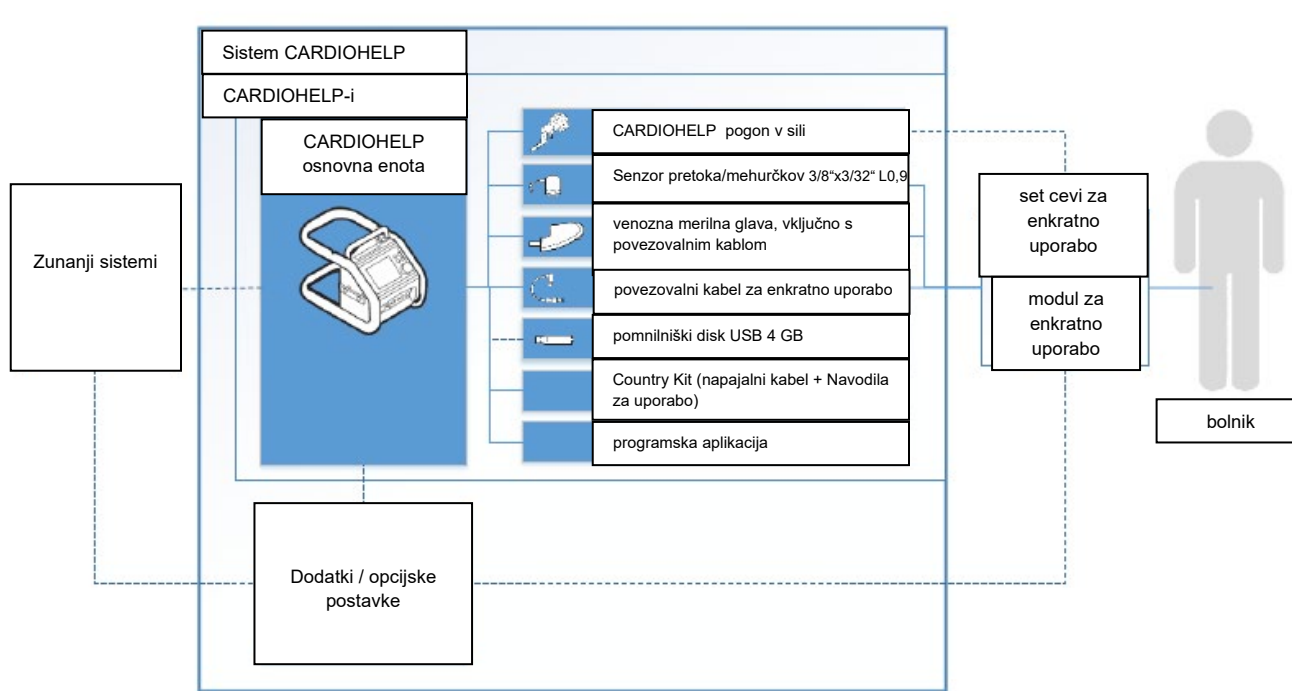 Sistem CARDIOHELP
CARDIOHELP-i
CARDIOHELP
osnovna enota
Zunanji sistemi
CARDIOHELP pogon v sili
Senzor pretoka/mehurčkov 3/8“x3/32“ L0,9
venozna merilna glava, vključno s
povezovalnim kablom
povezovalni kabel za enkratno uporabo
pomnilniški disk USB 4 GB
Country Kit (napajalni kabel + Navodila
za uporabo)
programska aplikacija
set cevi za
enkratno
uporabo
modul za
enkratno
uporabo
bolnik
Dodatki / opcijske
postavke